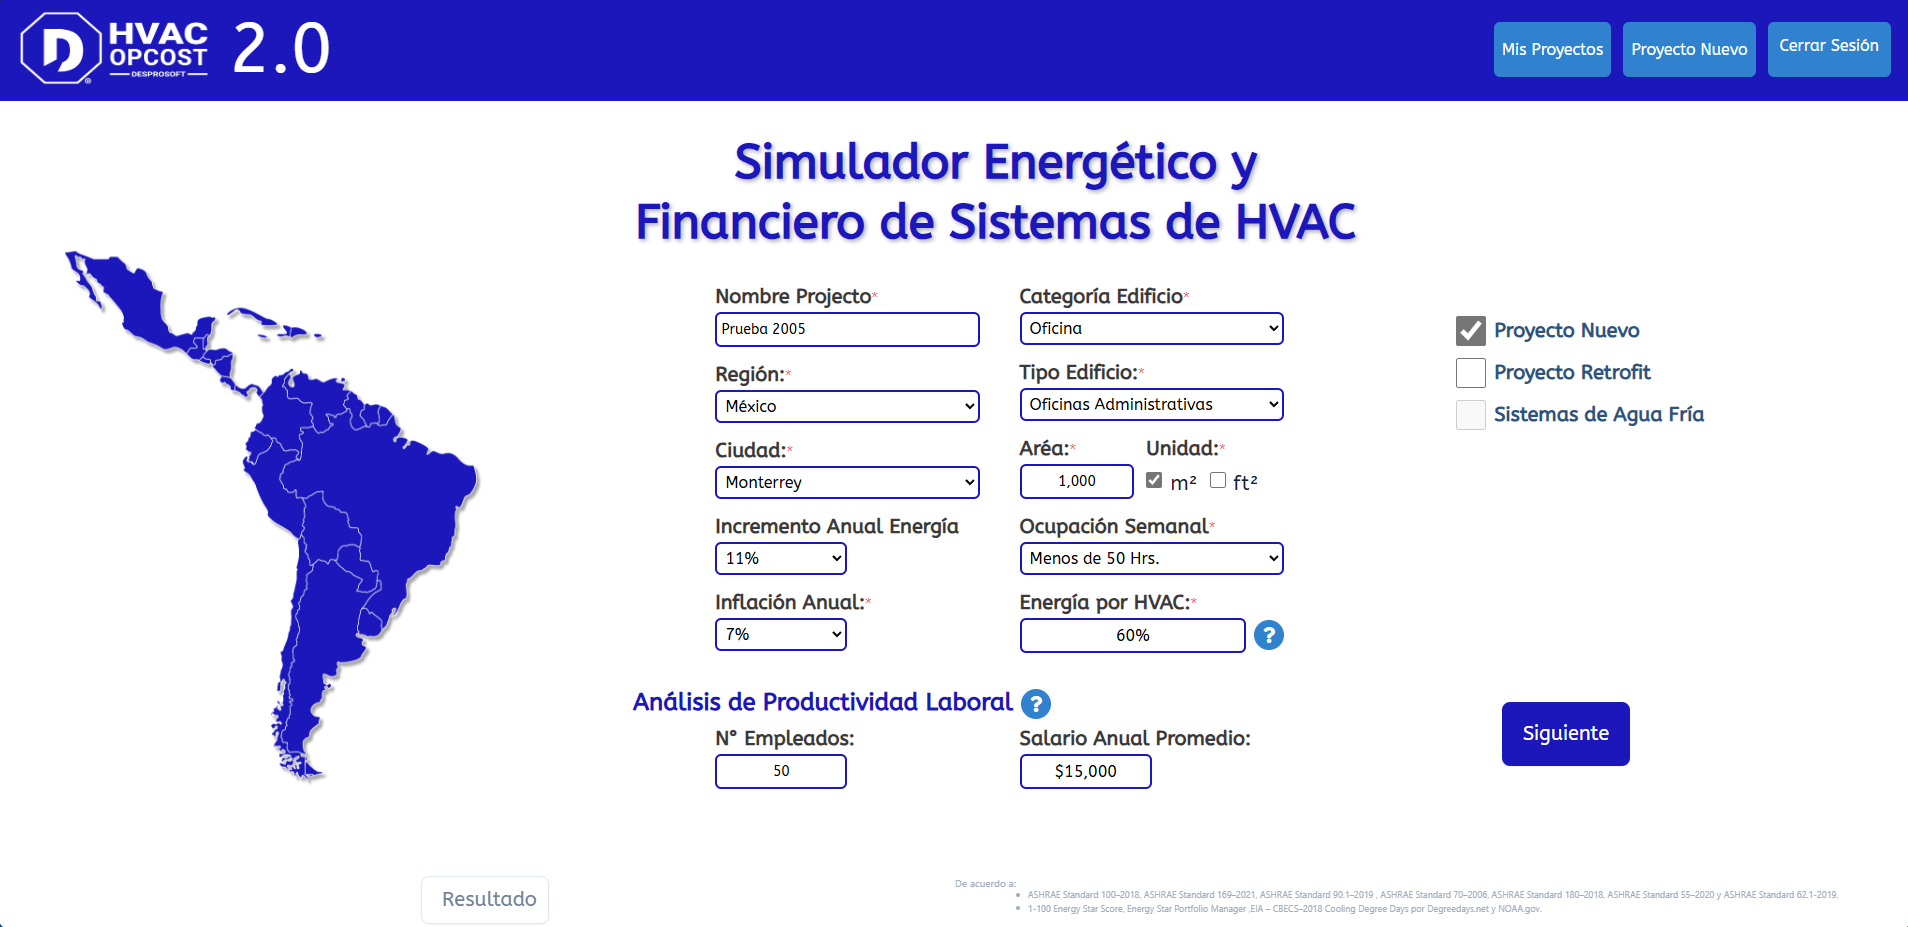 HVAC
OPCOST
DESPROSOFT
2.0
Mis Proyectos
Proyecto Nuevo
Cerrar Sesión
Simulador Energético y
Financiero de Sistemas de HVAC
Nombre Projecto*
Prueba 2005
Categoría Edificio*
Oficina
Región:*
México
Tipo Edificio:*
Oficinas Administrativas
Ciudad:*
Monterrey
Aréa:*
1,000
Unidad:*
m² ft²
Incremento Anual Energía
11%
Ocupación Semanal*
Menos de 50 Hrs.
Inflación Anual:*
7%
Energía por HVAC:*
60%
?
Proyecto Nuevo
Proyecto Retrofit
Sistemas de Agua Fría
Análisis de Productividad Laboral ?
N° Empleados:
50
Salario Anual Promedio:
$15,000
Siguiente
Resultado
De acuerdo a:
• ASHRAE Standard 100–2018, ASHRAE Standard 169–2021, ASHRAE Standard 90.1–2019 , ASHRAE Standard 70–2006, ASHRAE Standard 180–2018, ASHRAE Standard 55–2020 y ASHRAE Standard 62.1-2019.
• 1-100 Energy Star Score, Energy Star Portfolio Manager ,EIA – CBECS–2018 Cooling Degree Days por Degreedays.net y NOAA.gov.